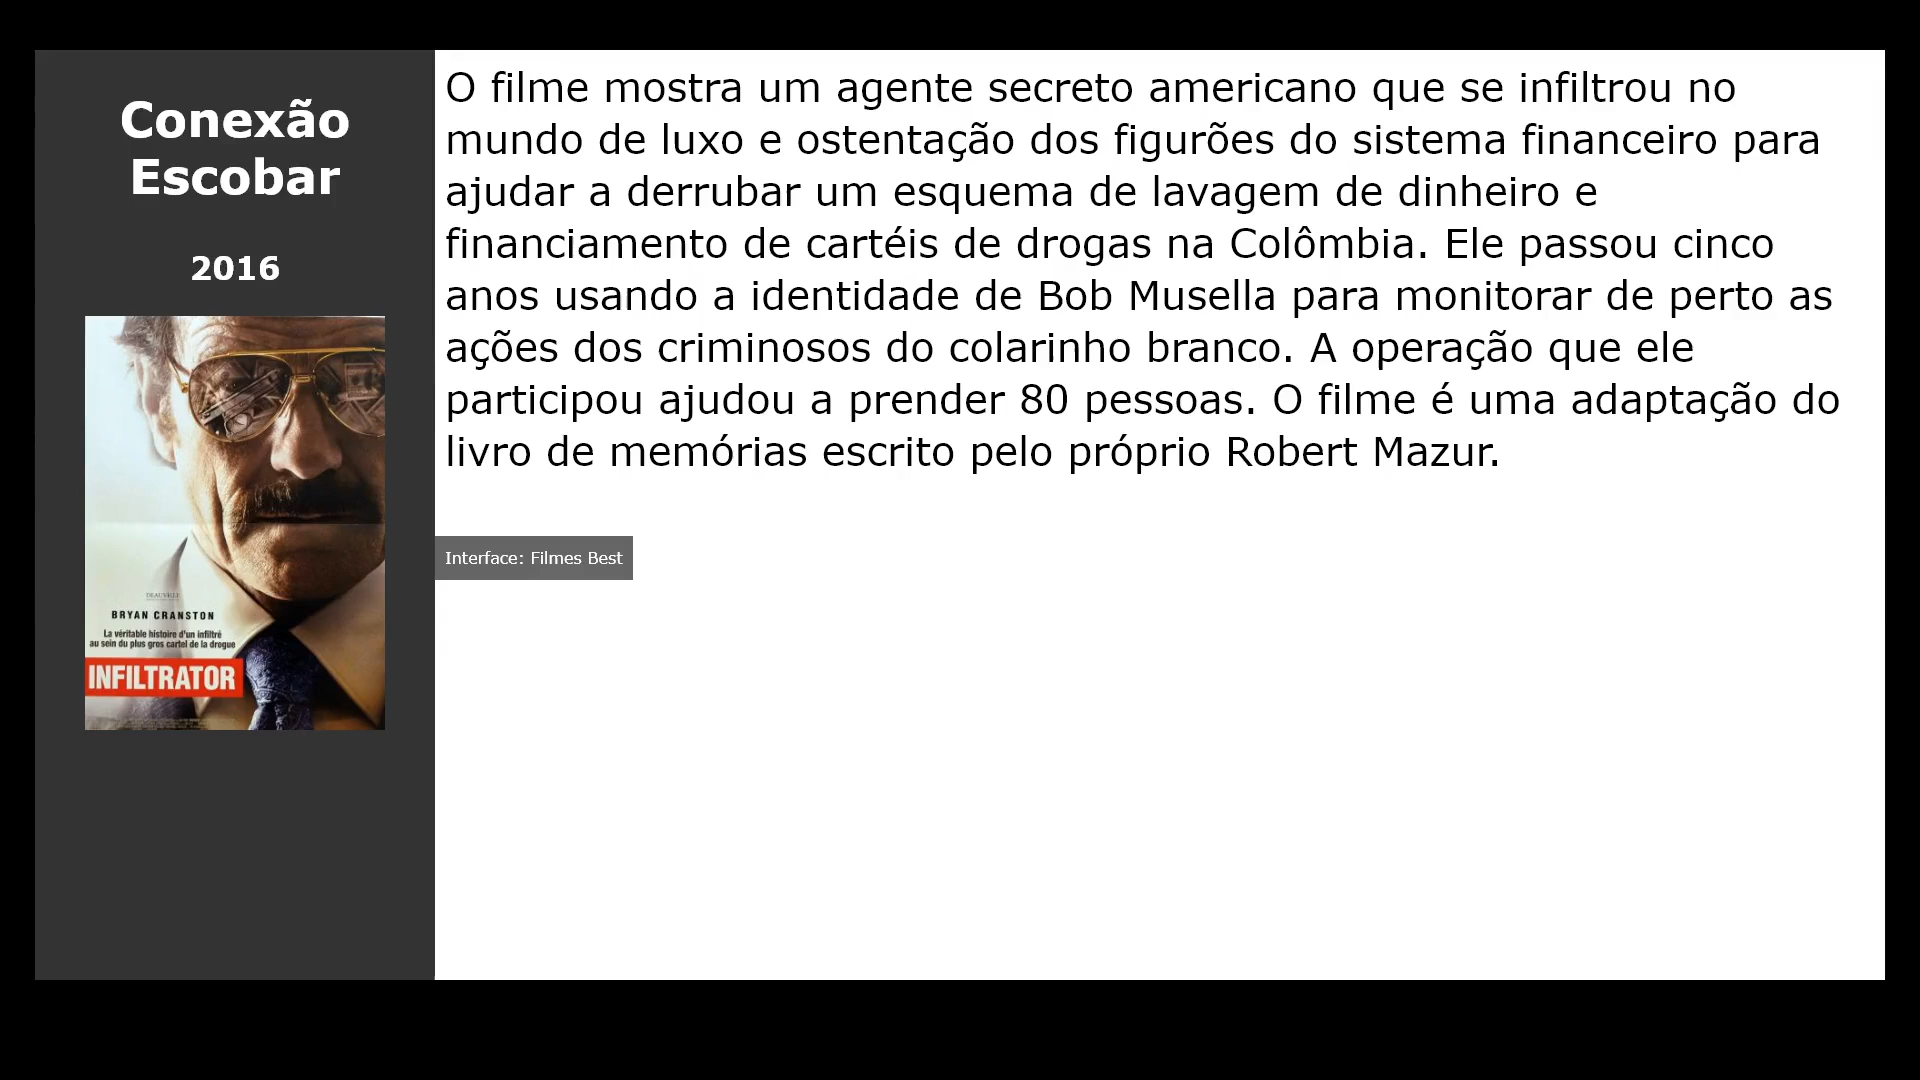 Conexão
Escobar
2016
DEAUVILLE
BRYAN CRANSTON
La véritable histoire d'un infiltré
au sein du plus gros cartel de la drogue
INFILTRATOR
O filme mostra um agente secreto americano que se infiltrou no
mundo de luxo e ostentação dos figurões do sistema financeiro para
ajudar a derrubar um esquema de lavagem de dinheiro e
financiamento de cartéis de drogas na Colômbia. Ele passou cinco
anos usando a identidade de Bob Musella para monitorar de perto as
ações dos criminosos do colarinho branco. A operação que ele
participou ajudou a prender 80 pessoas. O filme é uma adaptação do
livro de memórias escrito pelo próprio Robert Mazur.
Interface: Filmes Best